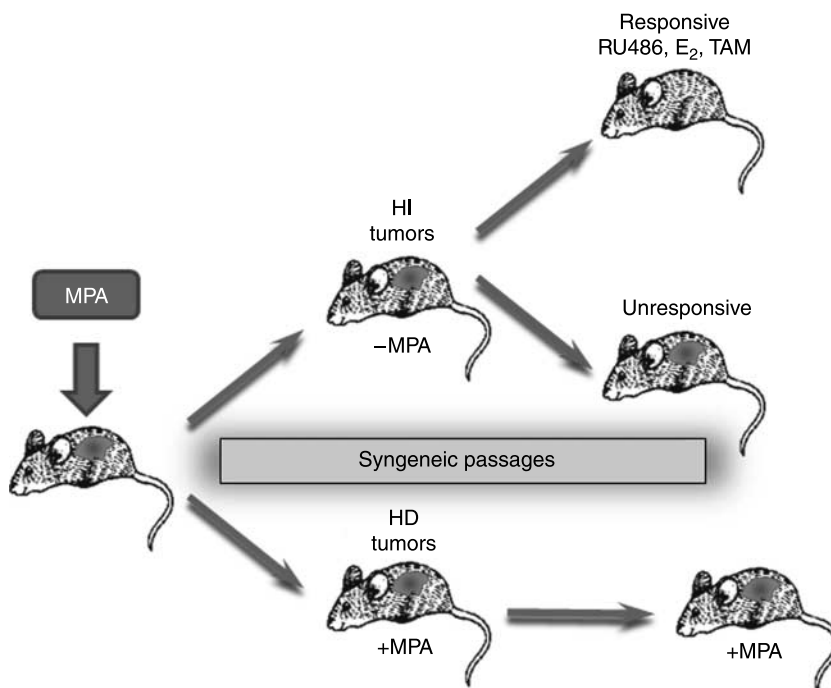 Responsive
RU486, E₂, TAM
HI
tumors
MPA
–MPA
Unresponsive
Syngeneic passages
HD
tumors
+MPA
+MPA